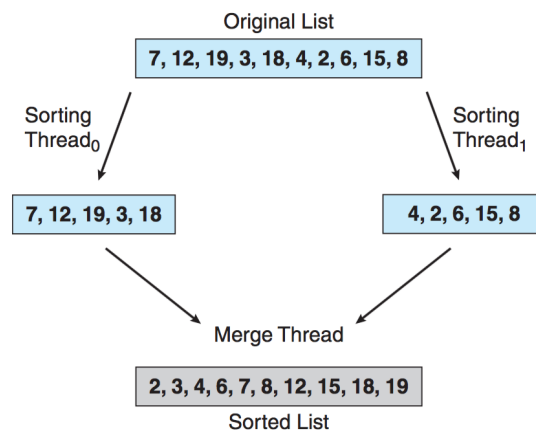 Original List
7, 12, 19, 3, 18, 4, 2, 6, 15, 8
Sorting
Thread₀
Sorting
Thread₁
7, 12, 19, 3, 18
4, 2, 6, 15, 8
Merge Thread
2, 3, 4, 6, 7, 8, 12, 15, 18, 19
Sorted List